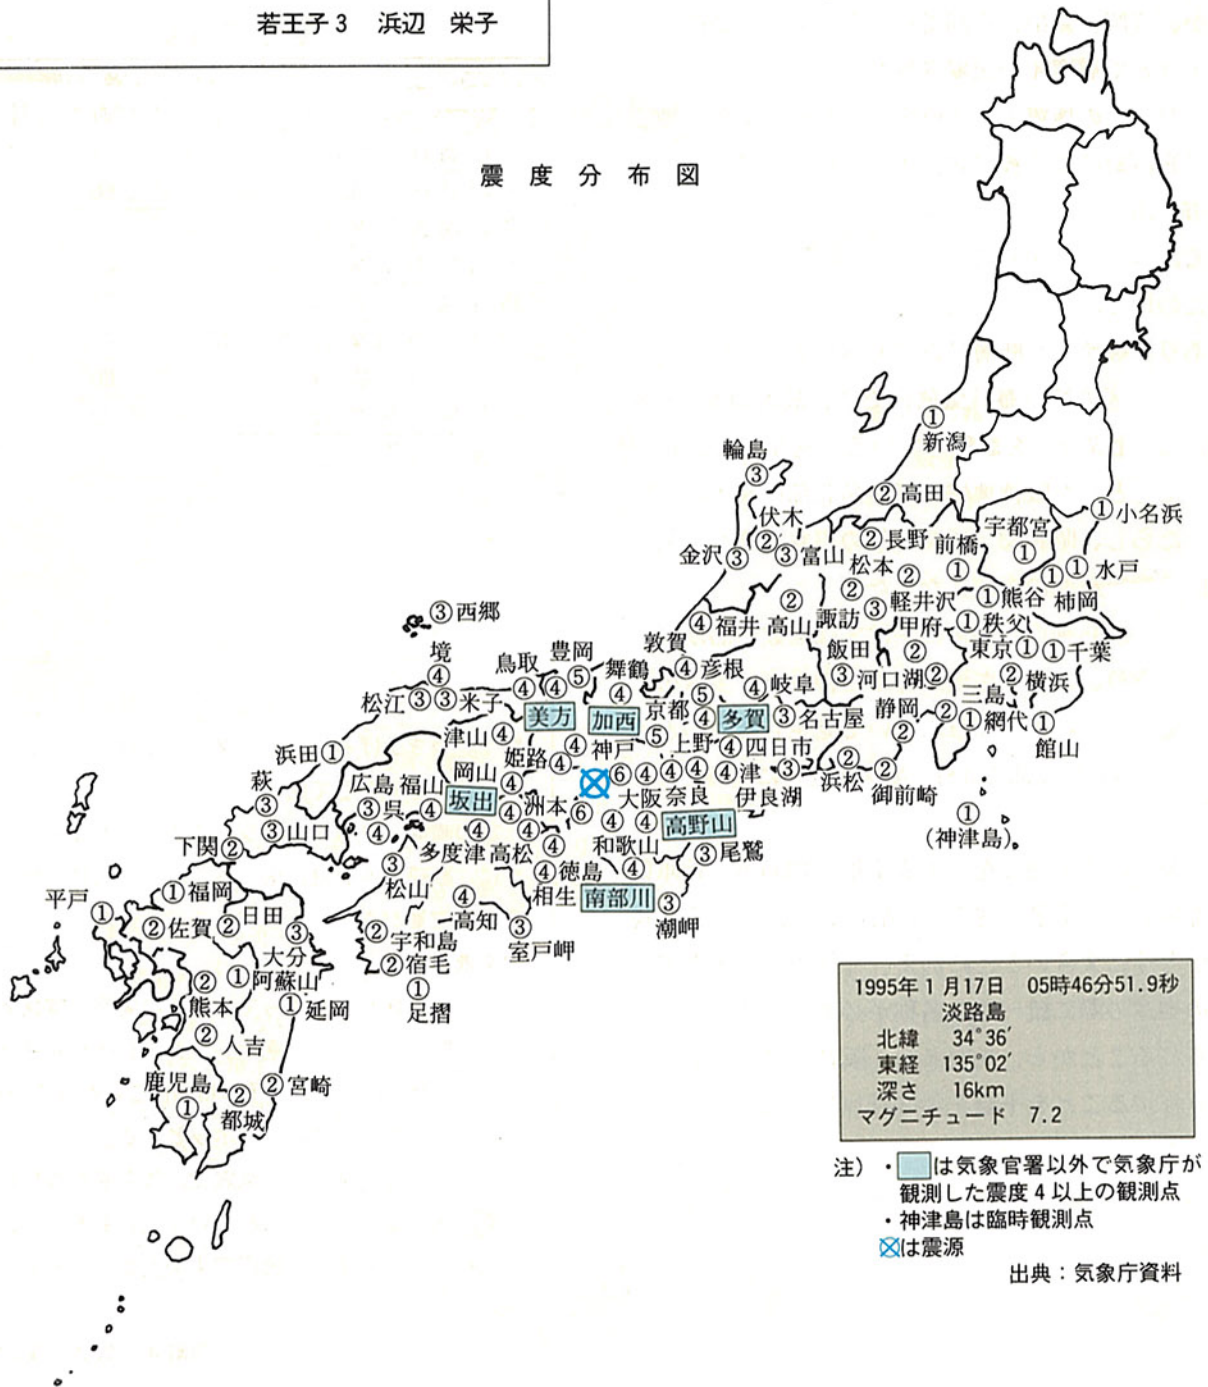 若王子3 浜辺 栄子
震度分布図
① 新潟
輪島 ③
② 高田
① 小名浜
伏木 ②
② 長野
前橋 ①
宇都宮 ①
金沢 ③
③ 富山
松本 ②
② 軽井沢
① 水戸
① 柿岡
① 熊谷
③ 西郷
④ 福井
② 高山
諏訪 ③
甲府 ②
① 秩父
東京 ①
① 千葉
境 ④
鳥取 ④
豊岡 ⑤
舞鶴 ④
敦賀 ④
彦根 ⑤
④ 岐阜
飯田 ③
河口湖 ②
三島 ②
② 横浜
松江 ③
③ 米子
美方 ④
加西 ④
京都 ⑤
多賀 ④
③ 名古屋
静岡 ②
① 網代
① 館山
浜田 ①
津山 ④
姫路 ④
神戸 ⑥
上野 ④
④ 四日市
萩 ③
広島 ③
福山 ④
岡山 ④
坂出 ④
洲本 ⑥
大阪 ④
奈良 ④
④ 津
伊良湖 ③
浜松 ②
御前崎 ②
呉 ④
③ 山口
高野山 ④
① (神津島)
下関 ②
多度津 ④
高松 ④
和歌山 ④
③ 尾鷲
松山 ③
徳島 ④
平戸 ①
① 福岡
日田 ②
④ 高知
相生 ④
南部川 ④
③ 潮岬
② 佐賀
大分 ③
② 宇和島
③ 室戸岬
② 宿毛
② 熊本
① 阿蘇山
① 延岡
① 足摺
② 人吉
鹿児島 ①
② 都城
② 宮崎
1995年1月17日 05時46分51.9秒
淡路島
北緯 34°36′
東経 135°02′
深さ 16km
マグニチュード 7.2
注)・ は気象官署以外で気象庁が
観測した震度4以上の観測点
・神津島は臨時観測点
は震源
出典:気象庁資料